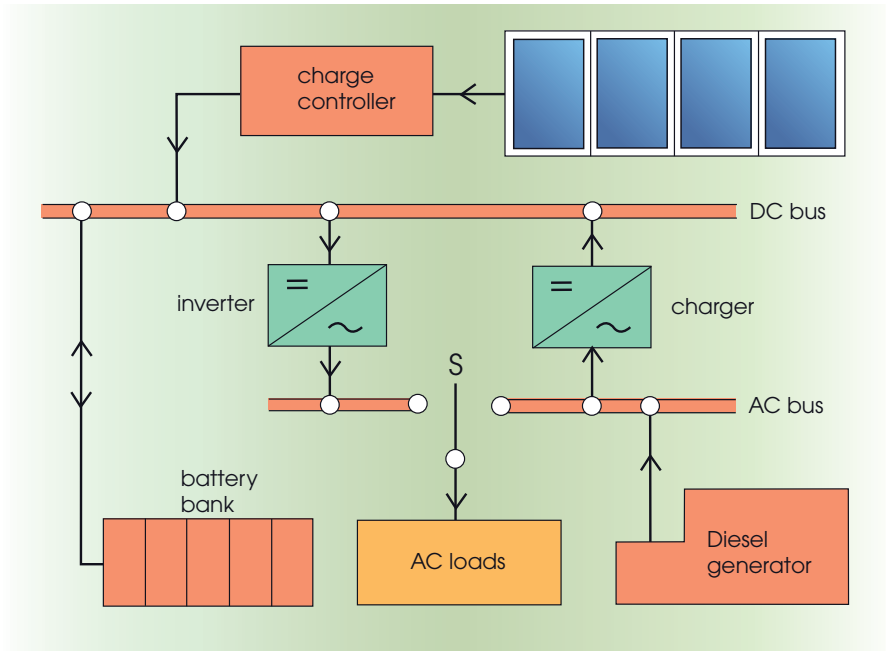 charge
controller
DC bus
inverter
charger
S
AC bus
battery
bank
AC loads
Diesel
generator